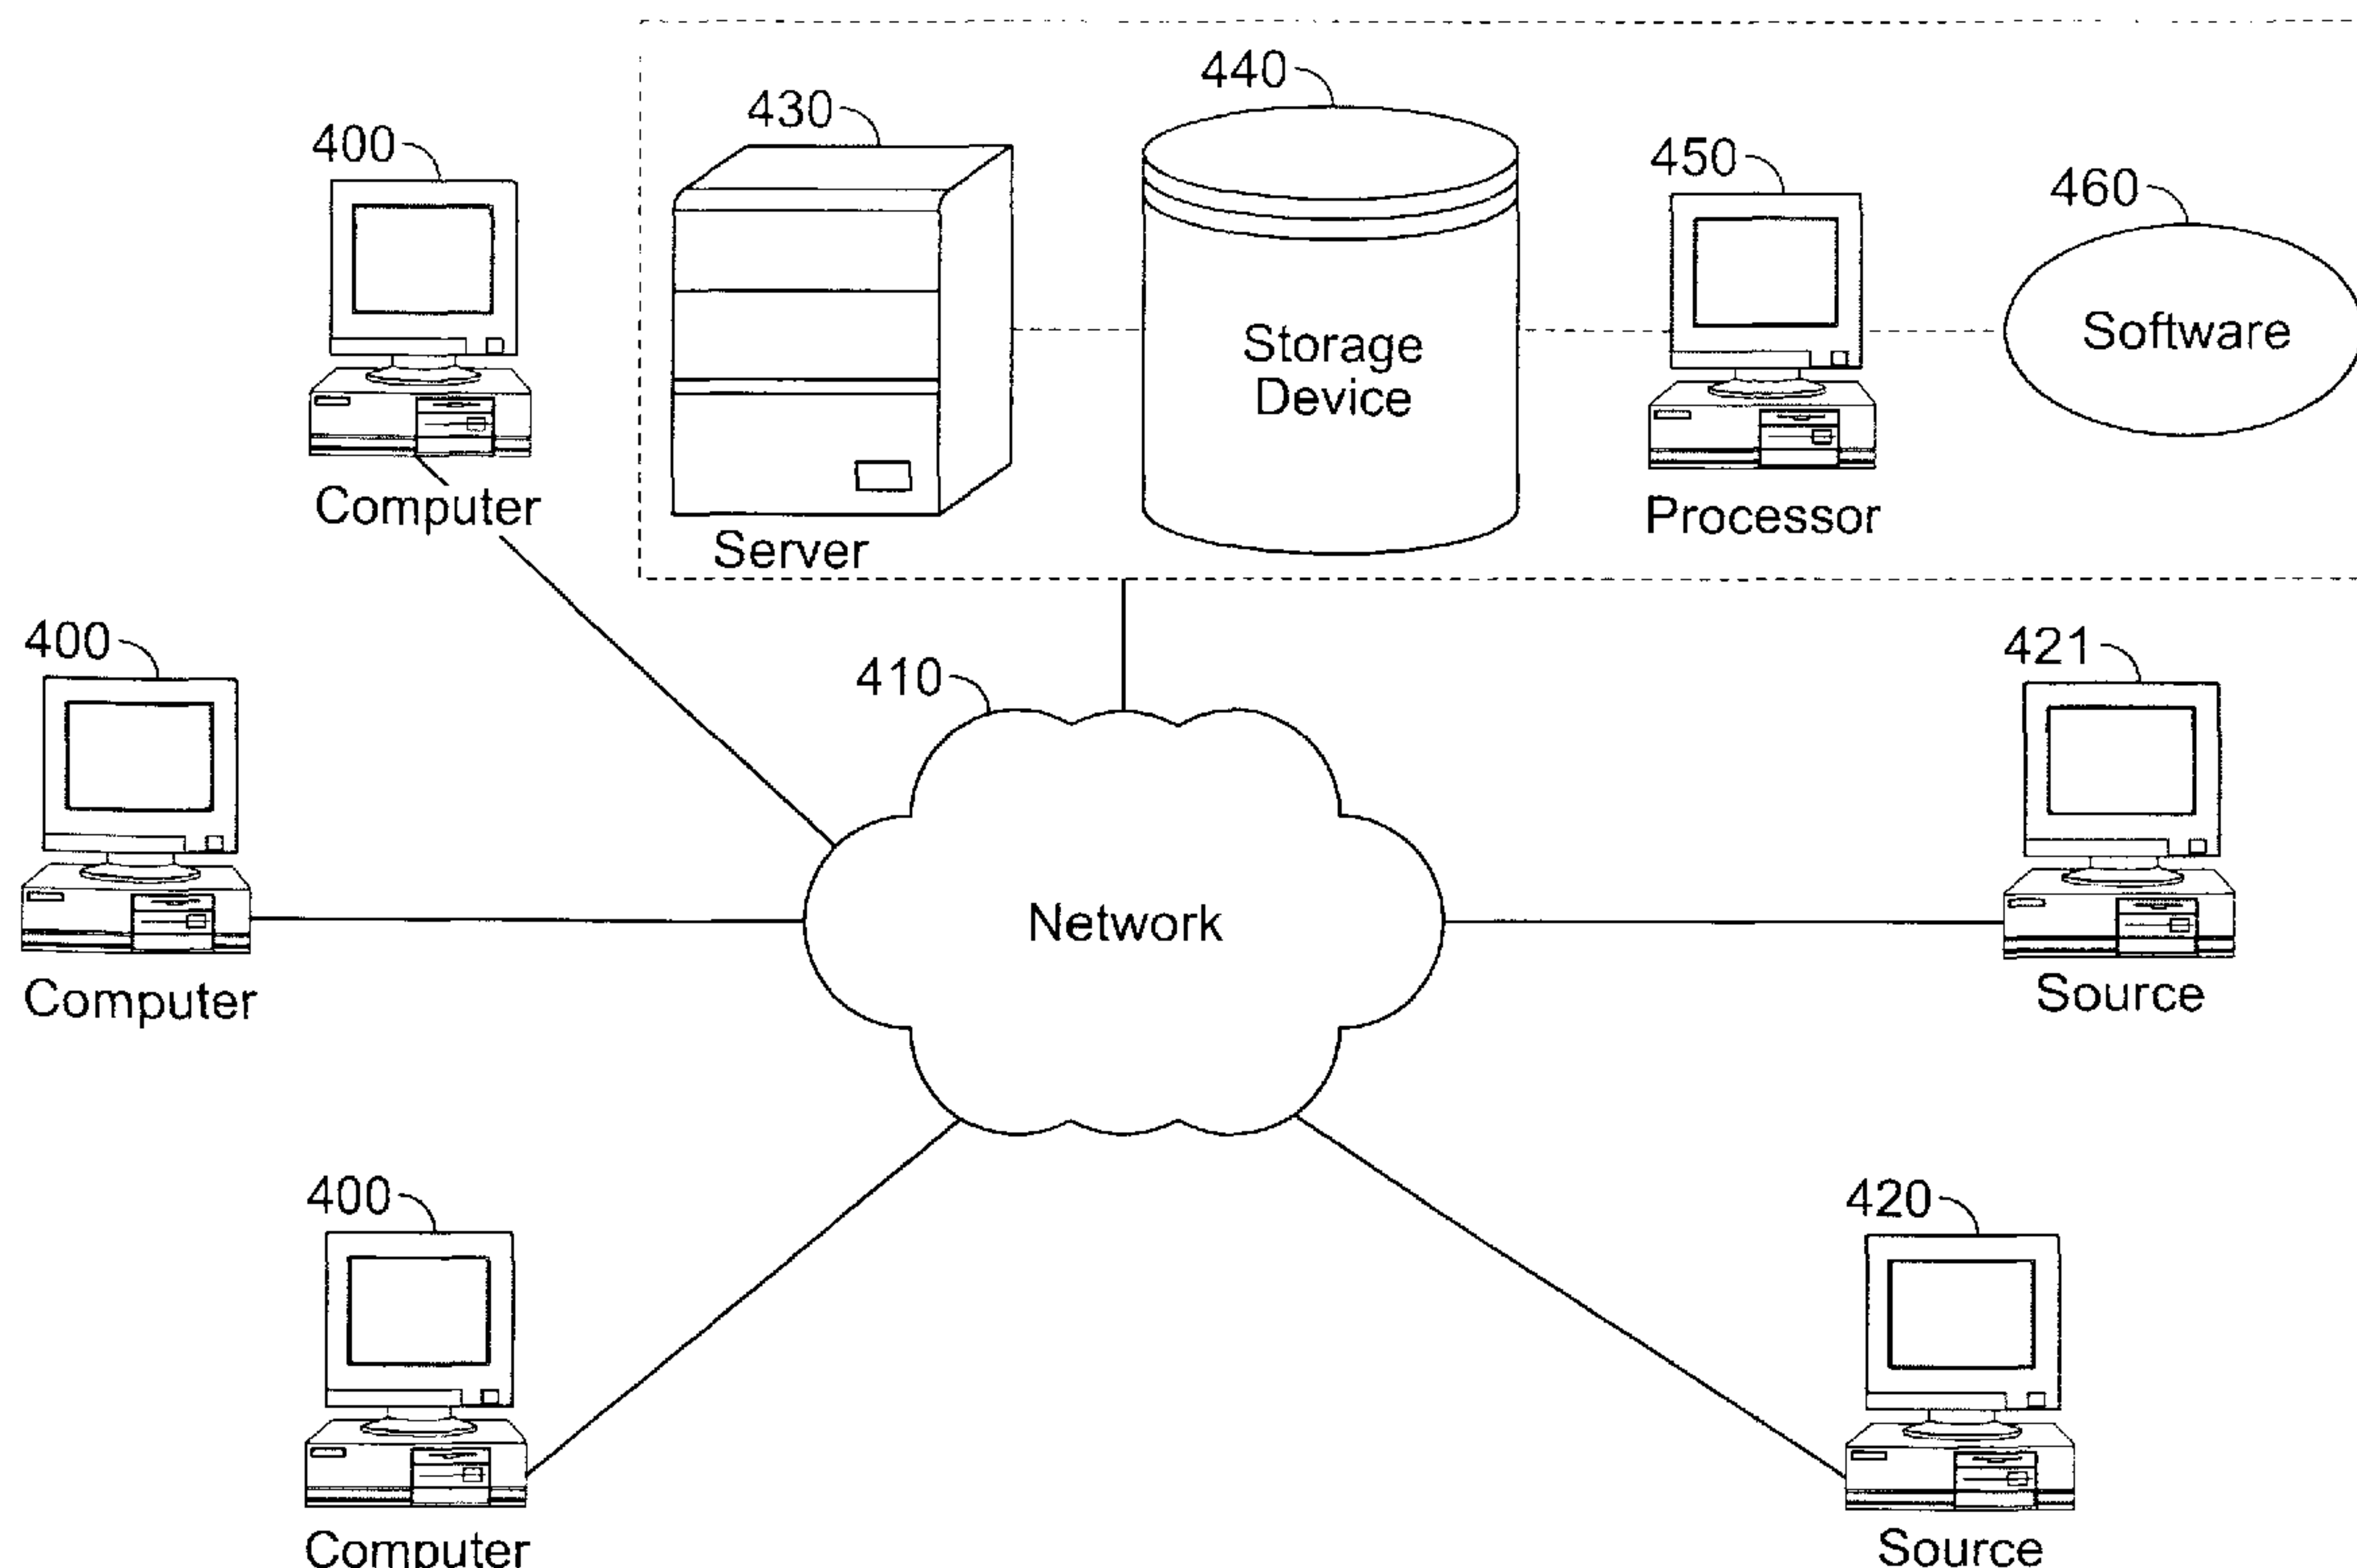 440
430
400
450
460
Storage
Device
Software
Computer
Processor
Server
400
421
410
Network
Computer
Source
400
420
Computer
Source